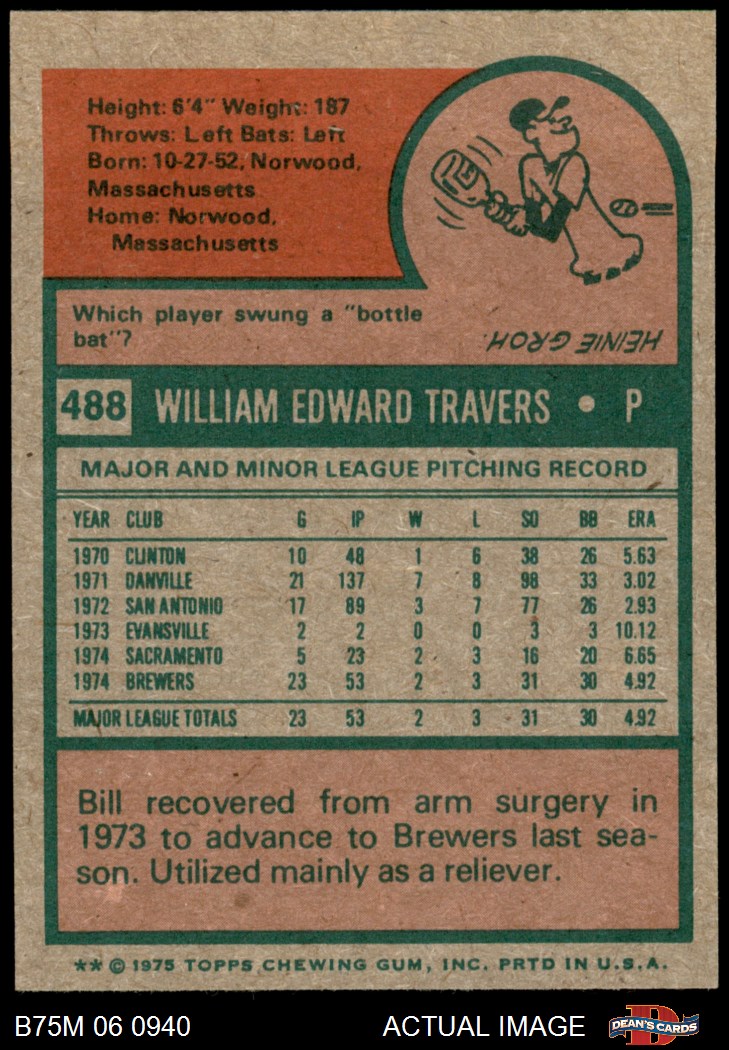 Height: 6'4" Weight: 187
Throws: Left Bats: Left
Born: 10-27-52, Norwood,
Massachusetts
Home: Norwood,
Massachusetts
Which player swung a "bottle
bat"?
HEINIE GROH.
488 WILLIAM EDWARD TRAVERS • P
MAJOR AND MINOR LEAGUE PITCHING RECORD
YEAR CLUB G IP W L SO BB ERA
1970 CLINTON 10 48 1 6 38 26 5.63
1971 DANVILLE 21 137 7 8 98 33 3.02
1972 SAN ANTONIO 17 89 3 7 77 26 2.93
1973 EVANSVILLE 2 2 0 0 3 3 10.12
1974 SACRAMENTO 5 23 2 3 16 20 6.65
1974 BREWERS 23 53 2 3 31 30 4.92
MAJOR LEAGUE TOTALS 23 53 2 3 31 30 4.92
Bill recovered from arm surgery in
1973 to advance to Brewers last sea-
son. Utilized mainly as a reliever.
** © 1975 TOPPS CHEWING GUM, INC. PRTD IN U.S.A.
B75M 06 0940 ACTUAL IMAGE DEAN'S CARDS